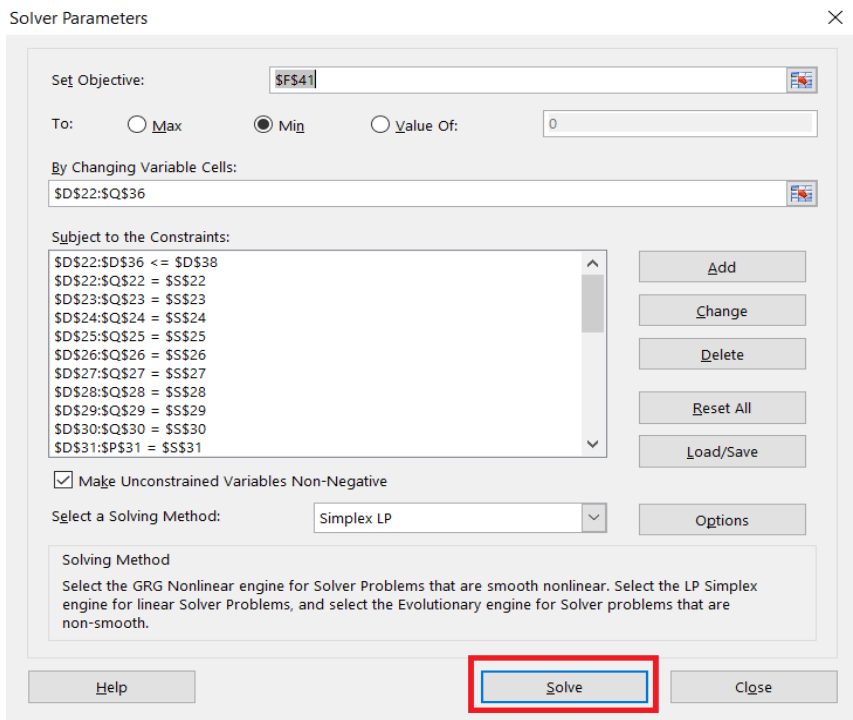 Solver Parameters
Set Objective:
$F$41
To:
Max
Min
Value Of:
0
By Changing Variable Cells:
$D$22:$Q$36
Subject to the Constraints:
$D$22:$D$36 <= $D$38
$D$22:$Q$22 = $S$22
$D$23:$Q$23 = $S$23
$D$24:$Q$24 = $S$24
$D$25:$Q$25 = $S$25
$D$26:$Q$26 = $S$26
$D$27:$Q$27 = $S$27
$D$28:$Q$28 = $S$28
$D$29:$Q$29 = $S$29
$D$30:$Q$30 = $S$30
$D$31:$P$31 = $S$31
Add
Change
Delete
Reset All
Load/Save
Make Unconstrained Variables Non-Negative
Select a Solving Method:
Simplex LP
Options
Solving Method
Select the GRG Nonlinear engine for Solver Problems that are smooth nonlinear. Select the LP Simplex
engine for linear Solver Problems, and select the Evolutionary engine for Solver problems that are
non-smooth.
Help
Solve
Close